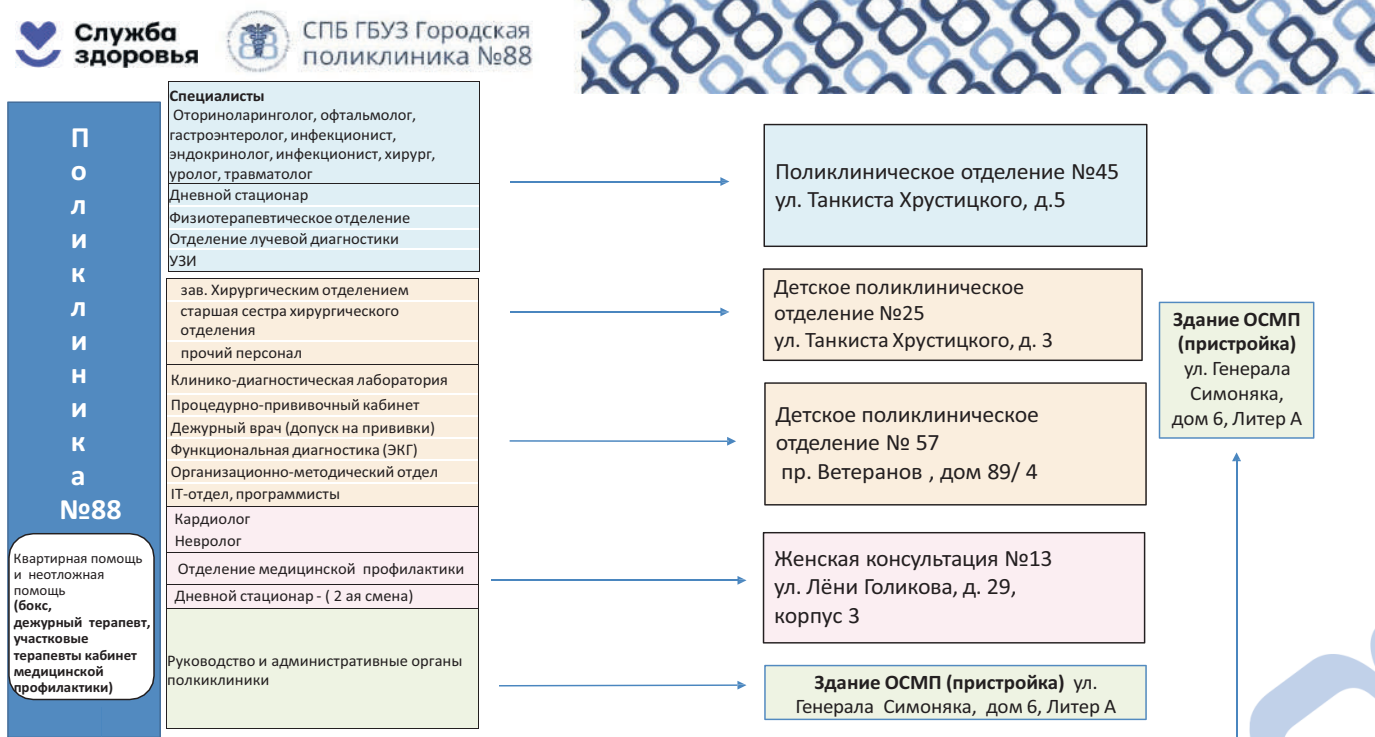 Служба
здоровья
СПБ ГБУЗ Городская
поликлиника №88
П
о
л
и
к
л
и
н
и
к
а
№88
Квартирная помощь
и неотложная
помощь
(бокс,
дежурный терапевт,
участковые
терапевты кабинет
медицинской
профилактики)
Специалисты
Оториноларинголог, офтальмолог,
гастроэнтеролог, инфекционист,
эндокринолог, инфекционист, хирург,
уролог, травматолог
Дневной стационар
Физиотерапевтическое отделение
Отделение лучевой диагностики
УЗИ
зав. Хирургическим отделением
старшая сестра хирургического
отделения
прочий персонал
Клинико-диагностическая лаборатория
Процедурно-прививочный кабинет
Дежурный врач (допуск на прививки)
Функциональная диагностика (ЭКГ)
Организационно-методический отдел
IT-отдел, программисты
Кардиолог
Невролог
Отделение медицинской профилактики
Дневной стационар - ( 2 ая смена)
Руководство и административные органы
полкиклиники
Поликлиническое отделение №45
ул. Танкиста Хрустицкого, д.5
Детское поликлиническое
отделение №25
ул. Танкиста Хрустицкого, д. 3
Детское поликлиническое
отделение № 57
пр. Ветеранов , дом 89/ 4
Женская консультация №13
ул. Лёни Голикова, д. 29,
корпус 3
Здание ОСМП (пристройка) ул.
Генерала Симоняка, дом 6, Литер А
Здание ОСМП
(пристройка)
ул. Генерала
Симоняка,
дом 6, Литер А